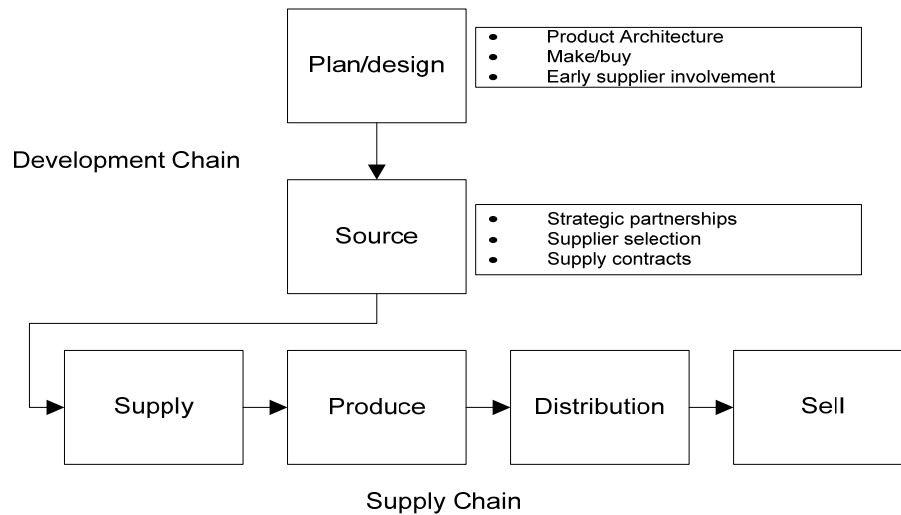 Plan/design
• Product Architecture
• Make/buy
• Early supplier involvement
Development Chain
Source
• Strategic partnerships
• Supplier selection
• Supply contracts
Supply
Produce
Distribution
Sell
Supply Chain